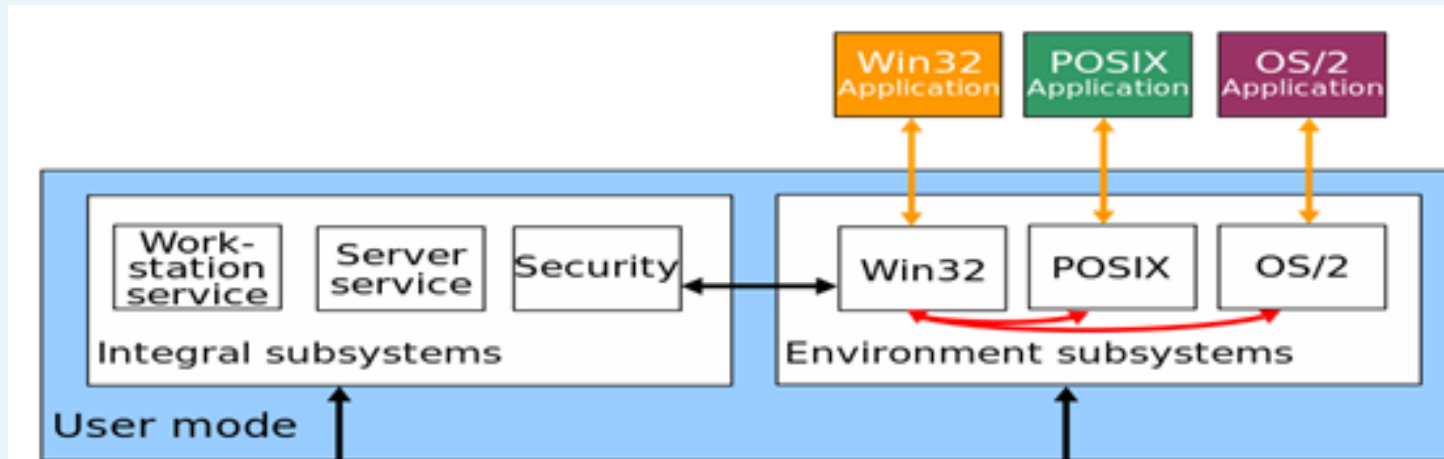 Win32
Application
POSIX
Application
OS/2
Application
Work-
station
service
Server
service
Security
Win32
POSIX
OS/2
Integral subsystems
Environment subsystems
User mode